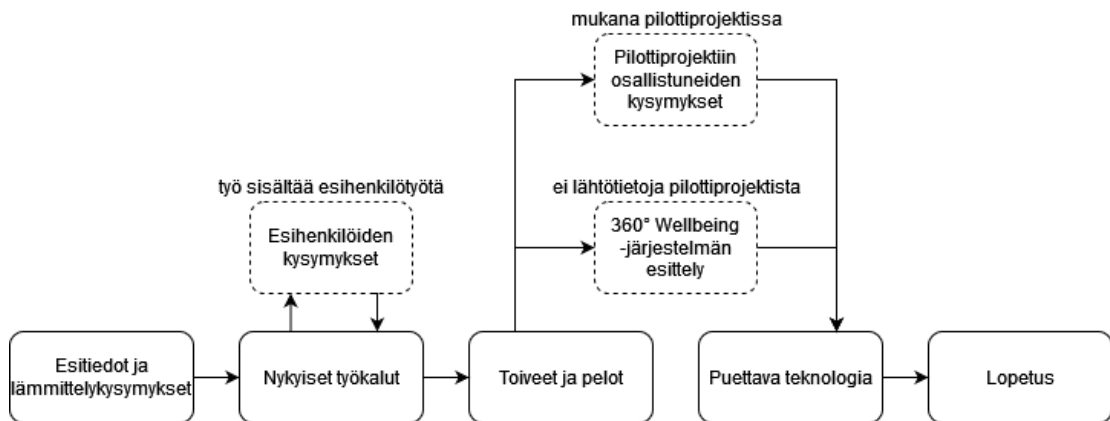 mukana pilottiprojektissa
Pilottiprojektiin
osallistuneiden
kysymykset
työ sisältää esihenkilötyötä
Esihenkilöiden
kysymykset
ei lähtötietoja pilottiprojektista
360° Wellbeing
-järjestelmän
esittely
Esitiedot ja
lämmittelykysymykset
Nykyiset työkalut
Toiveet ja pelot
Puettava teknologia
Lopetus